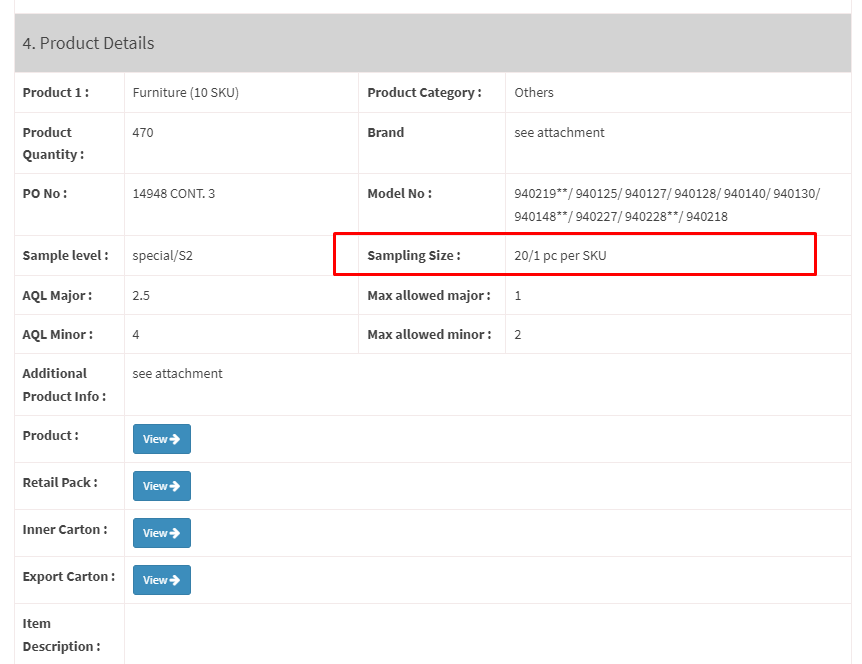 4. Product Details
Product 1 : Furniture (10 SKU) Product Category : Others
Product Quantity : 470 Brand see attachment
PO No : 14948 CONT. 3 Model No : 940219**/ 940125/ 940127/ 940128/ 940140/ 940130/
940148**/ 940227/ 940228**/ 940218
Sample level : special/S2 Sampling Size : 20/1 pc per SKU
AQL Major : 2.5 Max allowed major : 1
AQL Minor : 4 Max allowed minor : 2
Additional
Product Info : see attachment
Product : View
Retail Pack : View
Inner Carton : View
Export Carton : View
Item
Description :